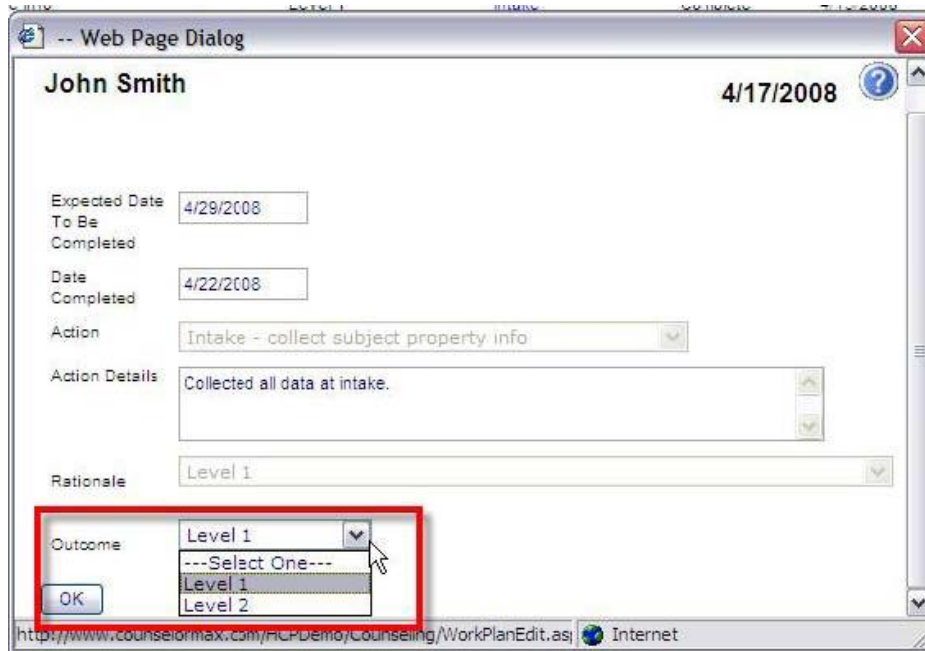 -- Web Page Dialog
John Smith
4/17/2008
Expected Date
To Be
Completed
4/29/2008
Date
Completed
4/22/2008
Action
Intake - collect subject property info
Action Details
Collected all data at intake.
Rationale
Level 1
Outcome
Level 1
---Select One---
Level 1
Level 2
OK
http://www.counselormax.com/HCPDemo/Counseling/WorkPlanEdit.asp
Internet